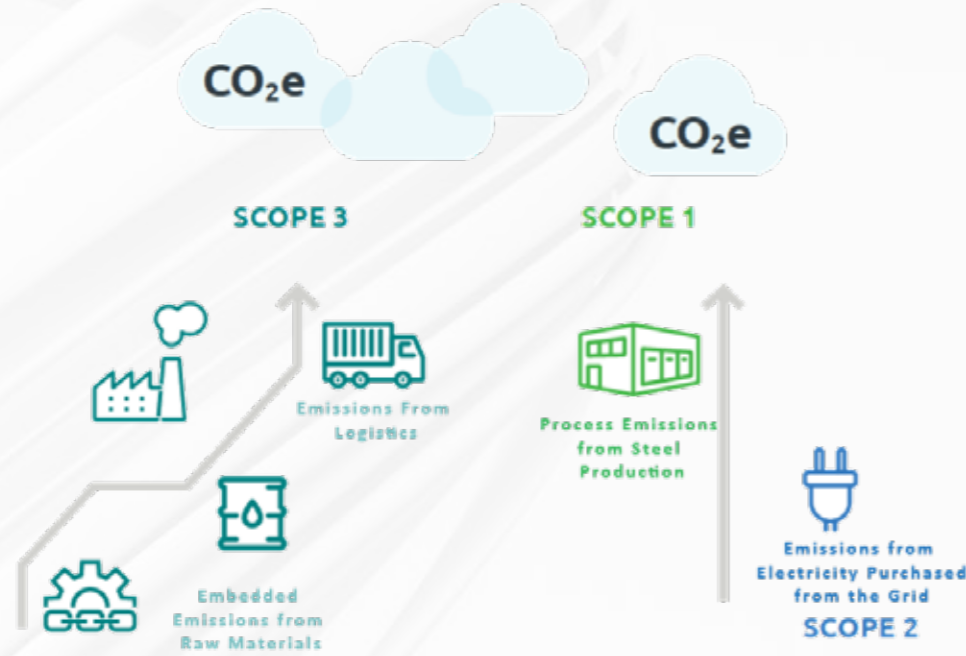 CO₂e
CO₂e
SCOPE 3
SCOPE 1
Emissions From
Logistics
Process Emissions
from Steel
Production
Embedded
Emissions from
Raw Materials
Emissions from
Electricity Purchased
from the Grid
SCOPE 2